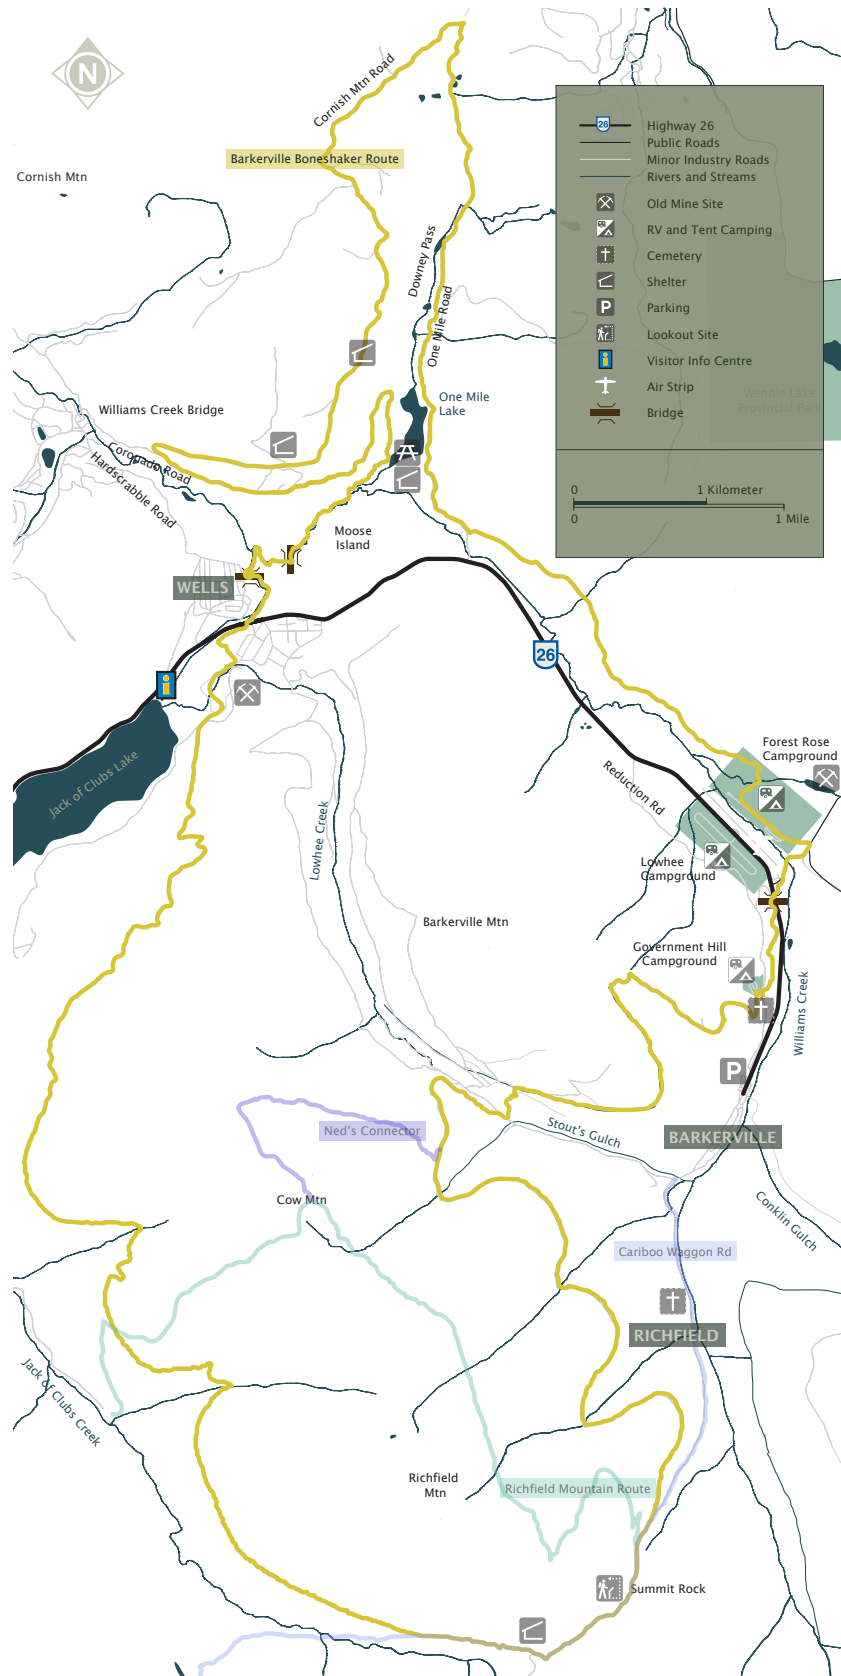 N
Cornish Mtn Road
Barkerville Boneshaker Route
Cornish Mtn
26
Highway 26
Public Roads
Minor Industry Roads
Rivers and Streams
Old Mine Site
RV and Tent Camping
Cemetery
Shelter
P
Parking
Lookout Site
Visitor Info Centre
Air Strip
Bridge
Wendle Lake
Provincial Park
0
1 Kilometer
0
1 Mile
Downey Pass
One Mile Road
One Mile
Lake
Williams Creek Bridge
Coronado Road
Hardscrabble Road
Moose
Island
WELLS
26
Jack of Clubs Lake
Forest Rose
Campground
Reduction Rd
Lowhee Creek
Lowhee
Campground
Barkerville Mtn
Government Hill
Campground
Williams Creek
P
BARKERVILLE
Ned's Connector
Stout's Gulch
Cow Mtn
Conklin Gulch
Cariboo Waggon Rd
RICHFIELD
Jack of Clubs Creek
Richfield
Mtn
Richfield Mountain Route
Summit Rock